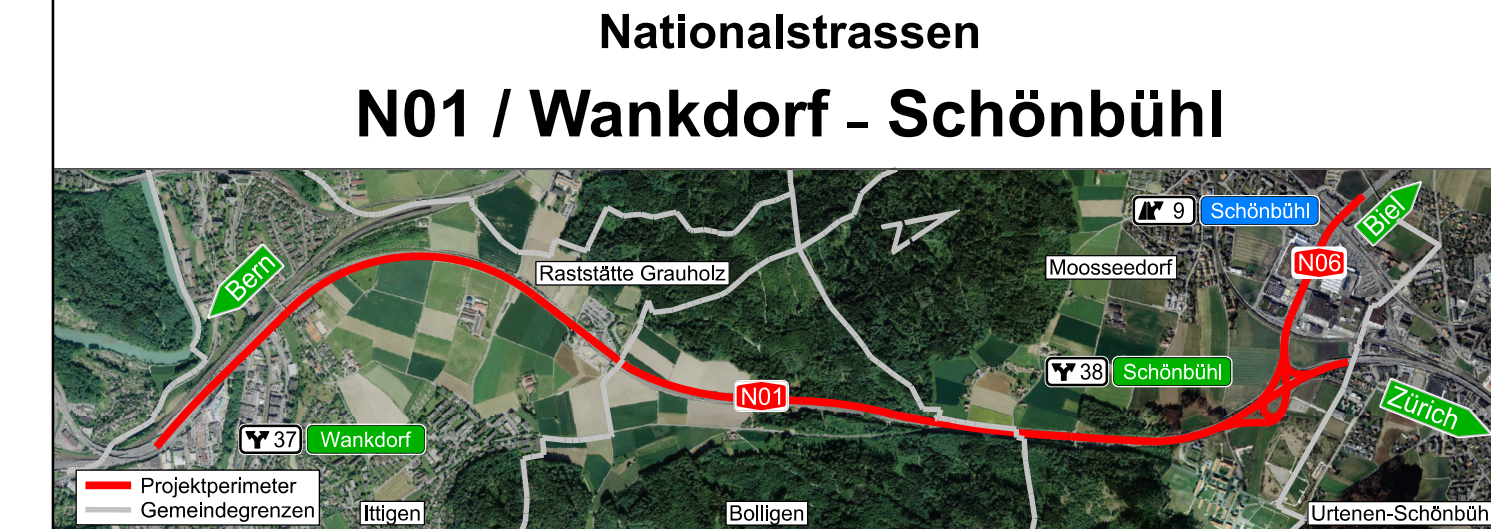 Nationalstrassen
N01 / Wankdorf - Schönbühl
9 Schönbühl
Biel
Bern
N06
Raststätte Grauholz
Moosseedorf
38 Schönbühl
N01
Zürich
37 Wankdorf
Projektperimeter
Gemeindegrenzen
Ittigen
Bolligen
Urtenen-Schönbüh